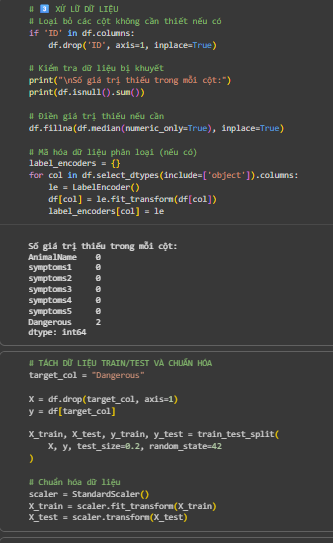 # 3 XỬ LỮ DỮ LIỆU
# Loại bỏ các cột không cần thiết nếu có
if 'ID' in df.columns:
    df.drop('ID', axis=1, inplace=True)

# Kiểm tra dữ liệu bị khuyết
print("\nSố giá trị thiếu trong mỗi cột:")
print(df.isnull().sum())

# Điền giá trị thiếu nếu cần
df.fillna(df.median(numeric_only=True), inplace=True)

# Mã hóa dữ liệu phân loại (nếu có)
label_encoders = {}
for col in df.select_dtypes(include=['object']).columns:
    le = LabelEncoder()
    df[col] = le.fit_transform(df[col])
    label_encoders[col] = le

Số giá trị thiếu trong mỗi cột:
AnimalName    0
symptoms1     0
symptoms2     0
symptoms3     0
symptoms4     0
symptoms5     0
Dangerous     2
dtype: int64

# TÁCH DỮ LIỆU TRAIN/TEST VÀ CHUẨN HÓA
target_col = "Dangerous"

X = df.drop(target_col, axis=1)
y = df[target_col]

X_train, X_test, y_train, y_test = train_test_split(
    X, y, test_size=0.2, random_state=42
)

# Chuẩn hóa dữ liệu
scaler = StandardScaler()
X_train = scaler.fit_transform(X_train)
X_test = scaler.transform(X_test)